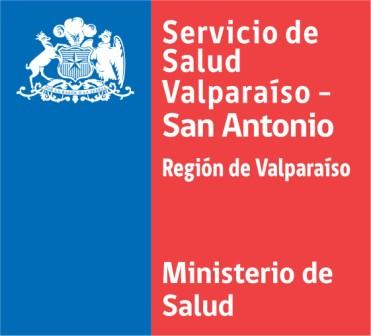 Servicio de
Salud
Valparaíso –
San Antonio
Región de Valparaíso
Ministerio de
Salud